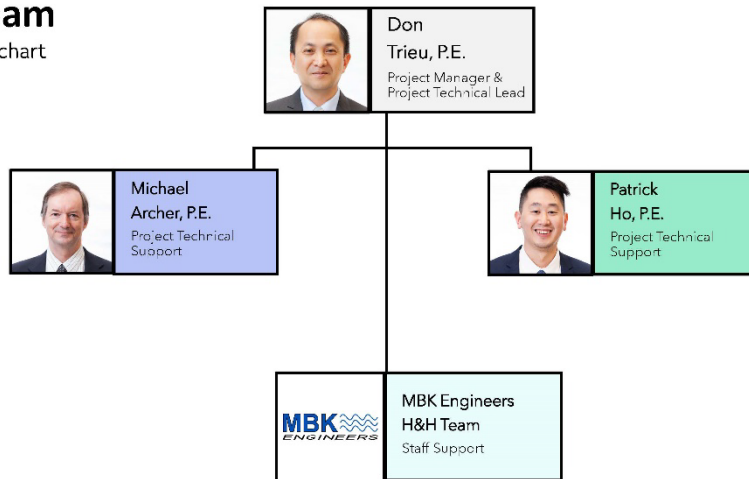 am
chart
Don
Trieu, P.E.
Project Manager &
Project Technical Lead
Michael
Archer, P.E.
Project Technical
Support
Patrick
Ho, P.E.
Project Technical
Support
MBK
ENGINEERS
MBK Engineers
H&H Team
Staff Support